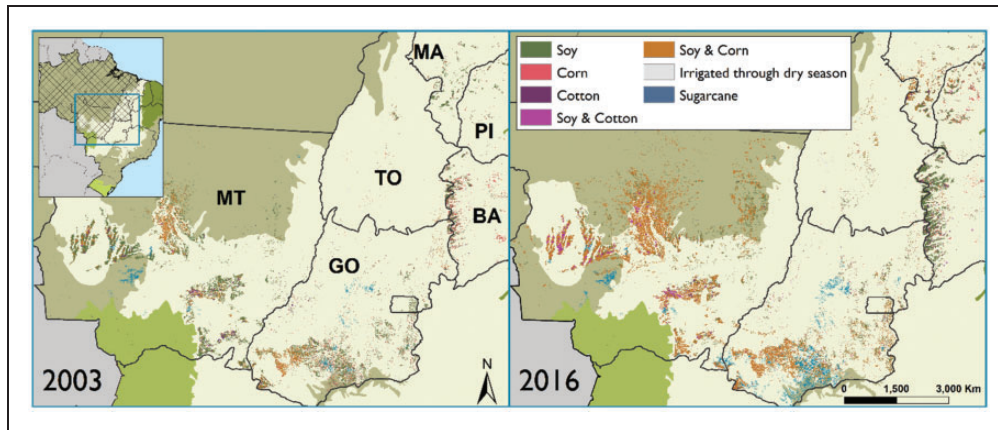 MA
PI
TO
MT
BA
GO
2003
N
Soy
Corn
Cotton
Soy & Cotton
Soy & Corn
Irrigated through dry season
Sugarcane
2016
0 1,500 3,000 Km